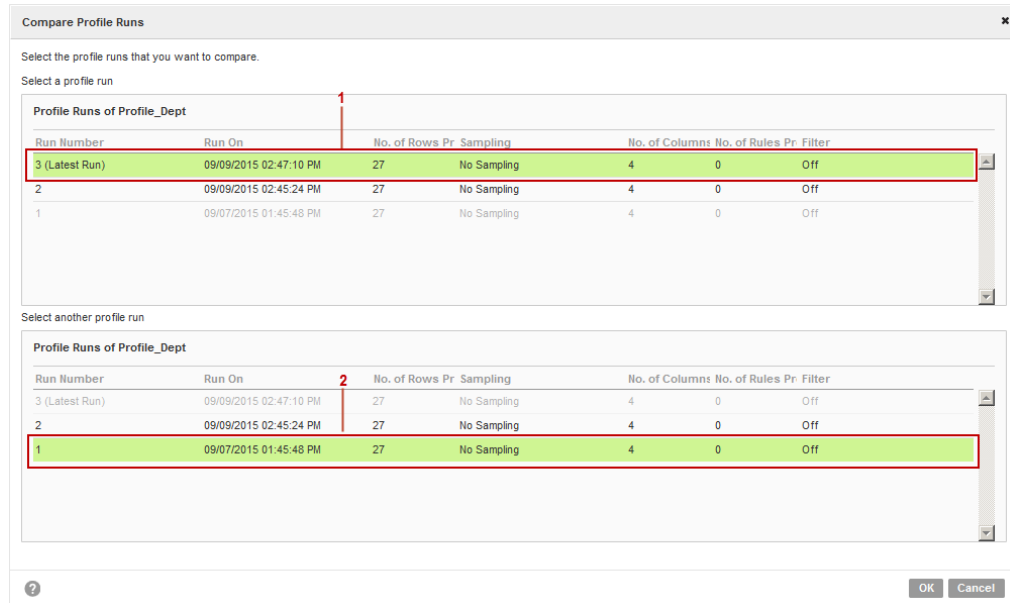 Compare Profile Runs
Select the profile runs that you want to compare.
Select a profile run
1
Profile Runs of Profile_Dept
Run Number Run On No. of Rows Pr Sampling No. of Columns No. of Rules Pr Filter
3 (Latest Run) 09/09/2015 02:47:10 PM 27 No Sampling 4 0 Off
2 09/09/2015 02:45:24 PM 27 No Sampling 4 0 Off
1 09/07/2015 01:45:48 PM 27 No Sampling 4 0 Off
Select another profile run
Profile Runs of Profile_Dept
Run Number Run On 2 No. of Rows Pr Sampling No. of Columns No. of Rules Pr Filter
3 (Latest Run) 09/09/2015 02:47:10 PM 27 No Sampling 4 0 Off
2 09/09/2015 02:45:24 PM 27 No Sampling 4 0 Off
1 09/07/2015 01:45:48 PM 27 No Sampling 4 0 Off
? OK Cancel